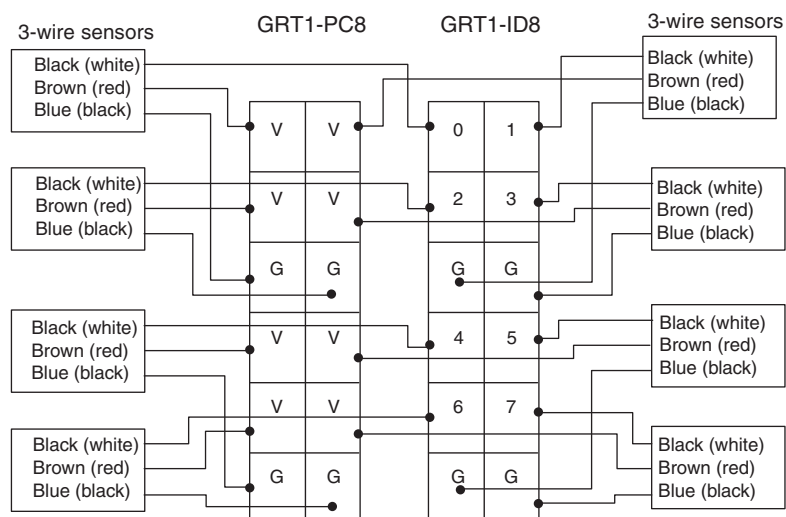 GRT1-PC8 GRT1-ID8
3-wire sensors 3-wire sensors
Black (white)
Brown (red)
Blue (black)
Black (white)
Brown (red)
Blue (black)
V V 0 1
Black (white)
Brown (red)
Blue (black)
V V 2 3
Black (white)
Brown (red)
Blue (black)
G G G G
Black (white)
Brown (red)
Blue (black)
V V 4 5
Black (white)
Brown (red)
Blue (black)
V V 6 7
Black (white)
Brown (red)
Blue (black)
G G G G
Black (white)
Brown (red)
Blue (black)